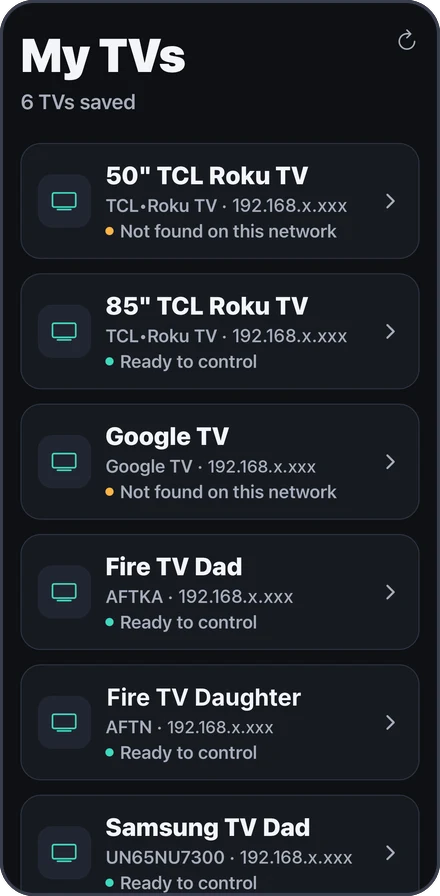 My TVs
6 TVs saved
50" TCL Roku TV
TCL•Roku TV · 192.168.x.xxx
Not found on this network
85" TCL Roku TV
TCL•Roku TV · 192.168.x.xxx
Ready to control
Google TV
Google TV · 192.168.x.xxx
Not found on this network
Fire TV Dad
AFTKA · 192.168.x.xxx
Ready to control
Fire TV Daughter
AFTN · 192.168.x.xxx
Ready to control
Samsung TV Dad
UN65NU7300 · 192.168.x.xxx
Ready to control